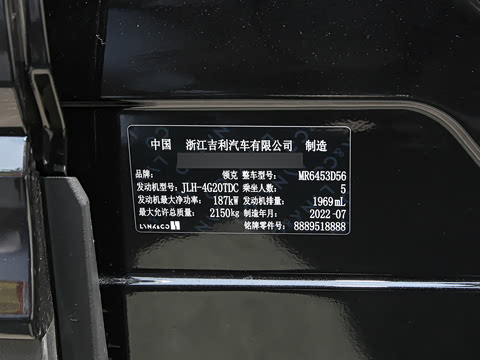 中国 浙江吉利汽车有限公司 制造
品牌: 领克 整车型号: MR6453D56
发动机型号: JLH-4G20TDC 乘坐人数: 5
发动机最大净功率: 187kW 发动机排量: 1969mL
最大允许总质量: 2150kg 制造年月: 2022-07
LYNK&CO 铭牌零件号: 8889518888